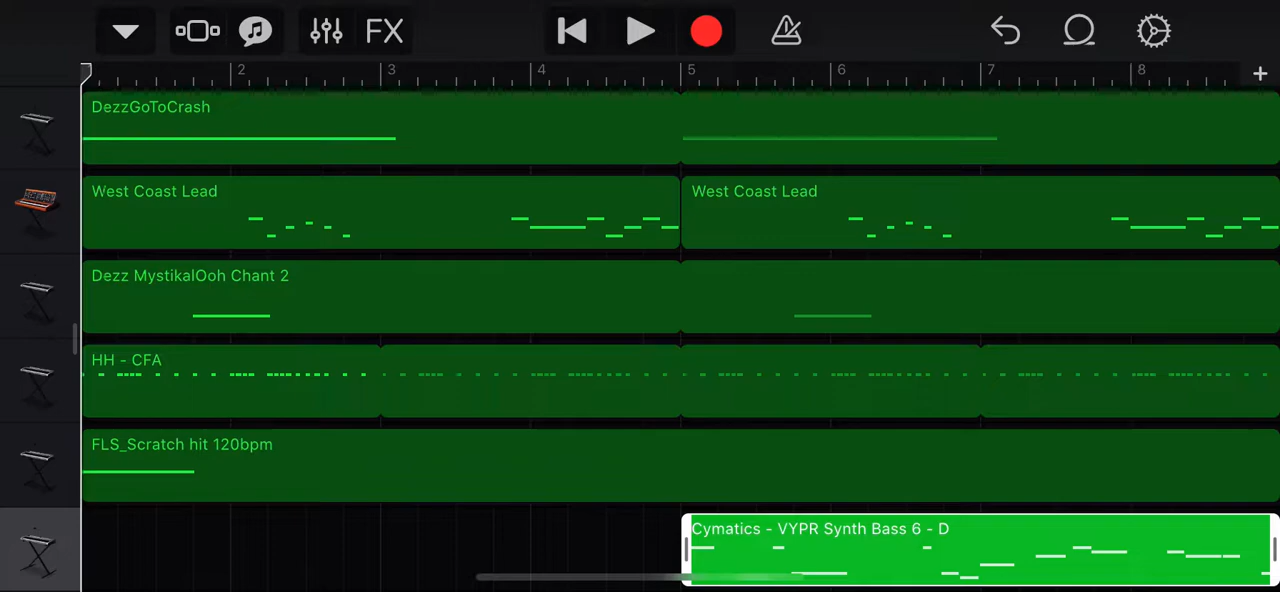 FX
2 3 4 5 6 7 8 +
DezzGoToCrash
West Coast Lead West Coast Lead
Dezz MystikalOoh Chant 2
HH - CFA
FLS_Scratch hit 120bpm
Cymatics - VYPR Synth Bass 6 - D